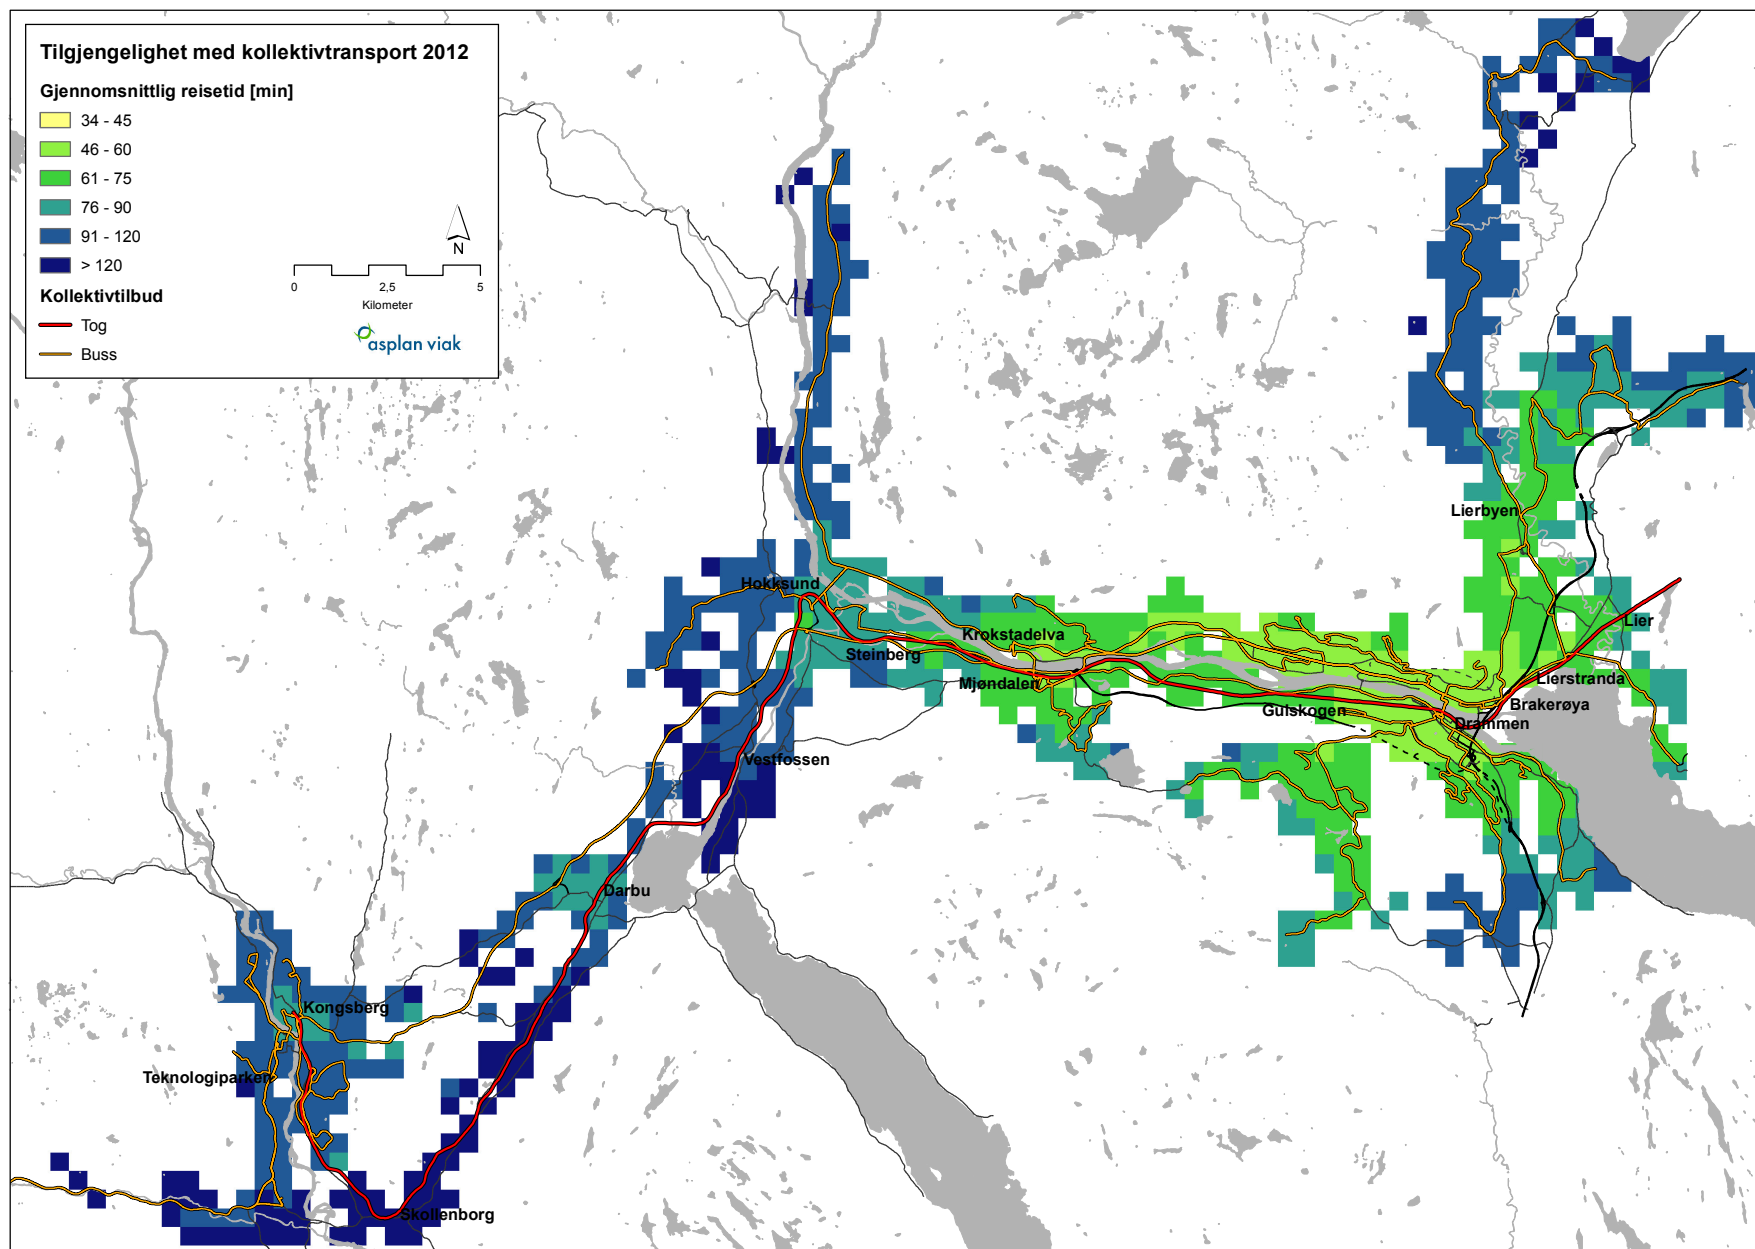 Tilgjengelighet med kollektivtransport 2012
Gjennomsnittlig reisetid [min]
34 - 45
46 - 60
61 - 75
76 - 90
91 - 120
> 120
Kollektivtilbud
Tog
Buss
N
0 2,5 5
Kilometer
asplan viak
Lierbyen
Hokksund
Krokstadelva
Lier
Steinberg
Mjøndalen
Lierstranda
Gulskogen
Brakerøya
Drammen
Vestfossen
Darbu
Kongsberg
Teknologiparken
Skollenborg